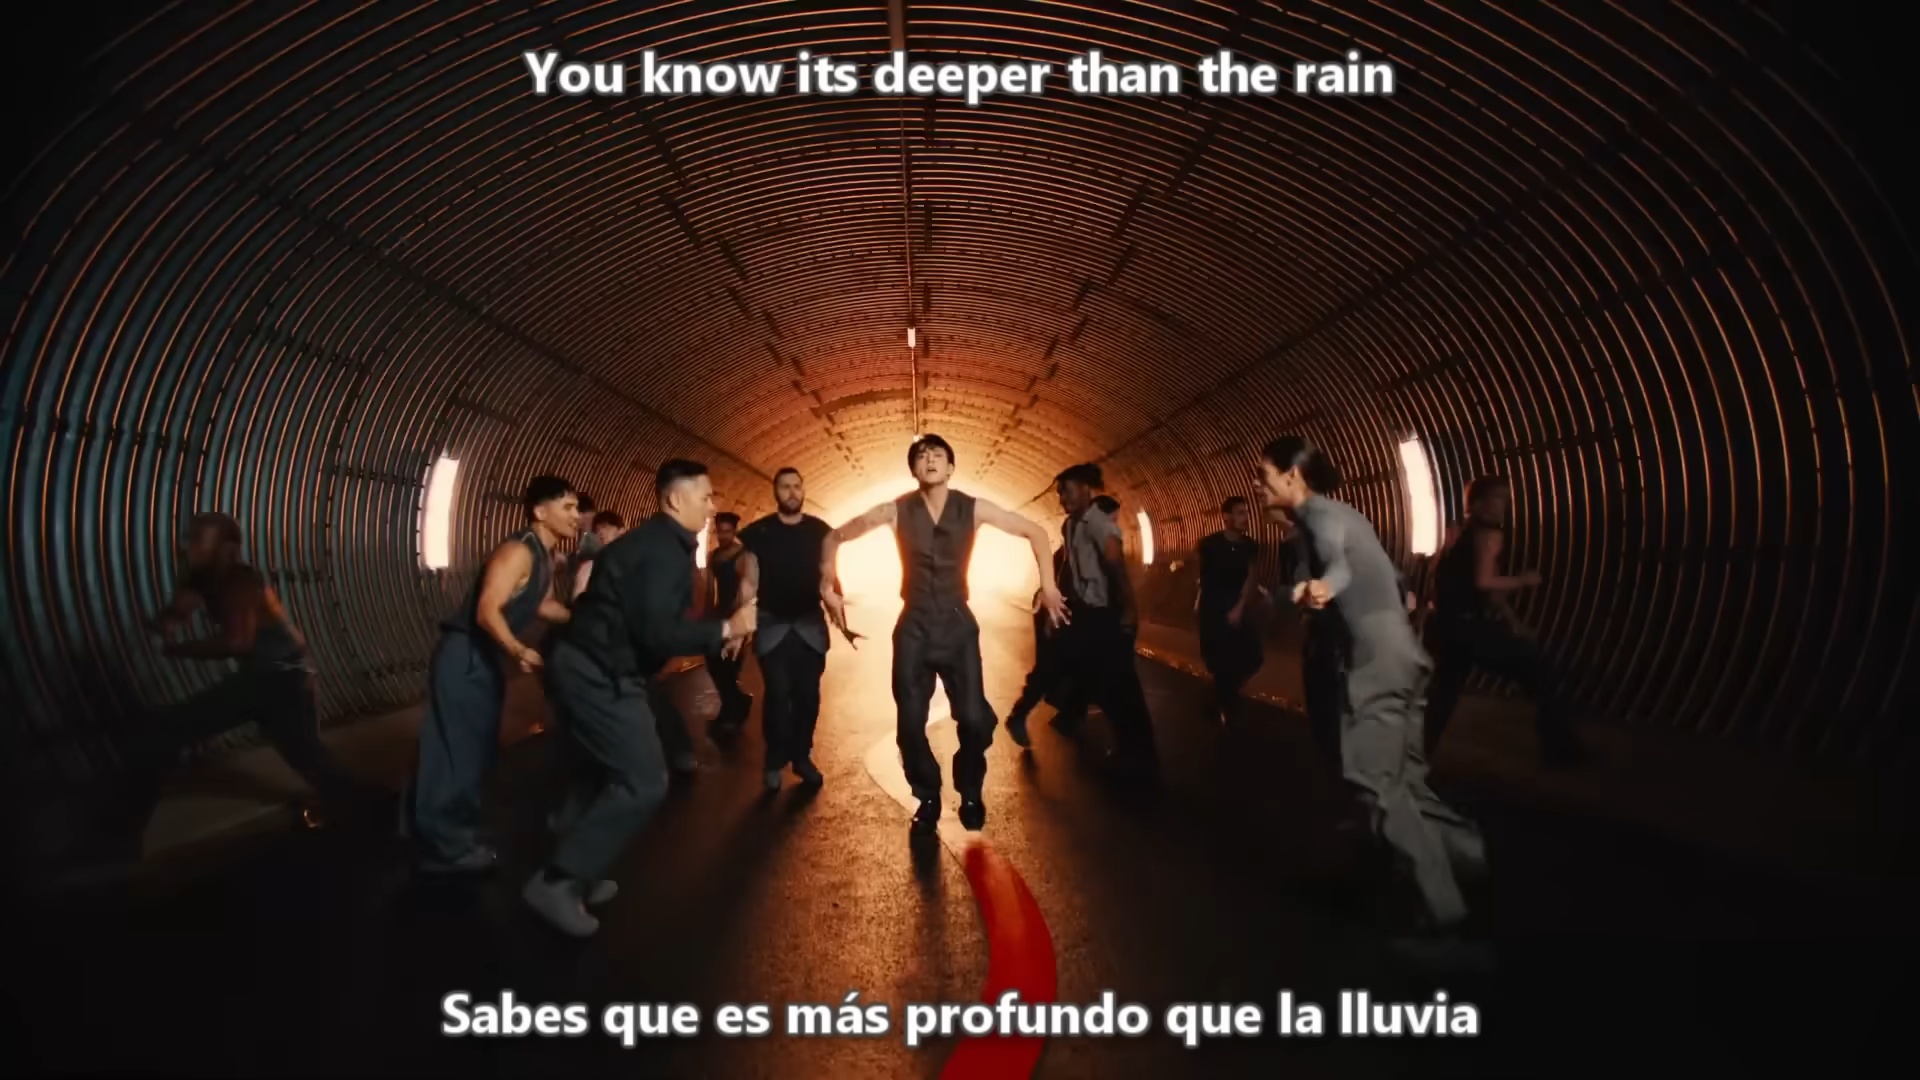 You know its deeper than the rain
Sabes que es más profundo que la lluvia